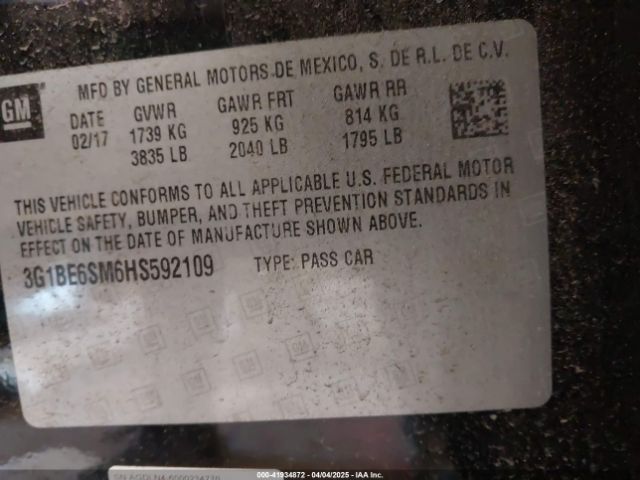 GM
MFD BY GENERAL MOTORS DE MEXICO, S. DE R.L. DE C.V.
DATE GVWR GAWR FRT GAWR RR
02/17 1739 KG 925 KG 814 KG
3835 LB 2040 LB 1795 LB
THIS VEHICLE CONFORMS TO ALL APPLICABLE U.S. FEDERAL MOTOR
VEHICLE SAFETY, BUMPER, AND THEFT PREVENTION STANDARDS IN
EFFECT ON THE DATE OF MANUFACTURE SHOWN ABOVE.
3G1BE6SM6HS592109 TYPE: PASS CAR
000-41934872 - 04/04/2025 -